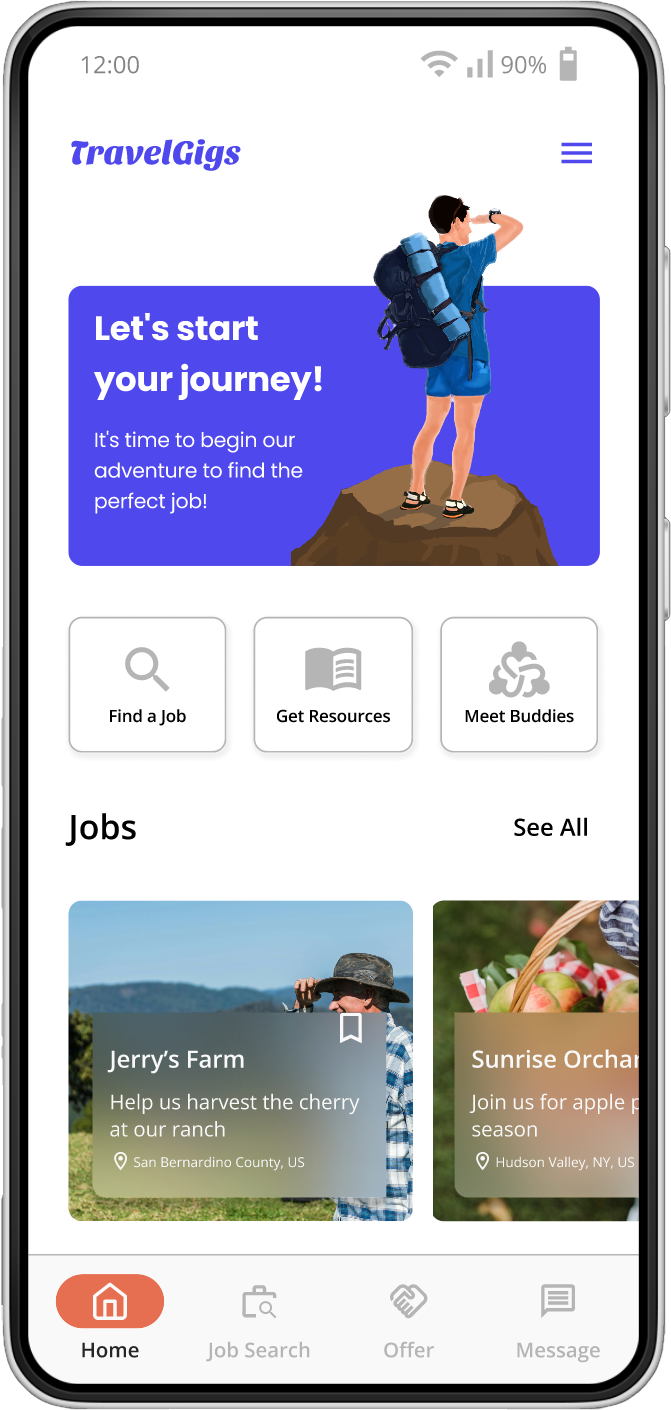 12:00
90%
TravelGigs
Let's start
your journey!
It's time to begin our
adventure to find the
perfect job!
Find a Job
Get Resources
Meet Buddies
Jobs
See All
Jerry’s Farm
Help us harvest the cherry
at our ranch
San Bernardino County, US
Sunrise Orchar
Join us for apple p
season
Hudson Valley, NY, US
Home
Job Search
Offer
Message